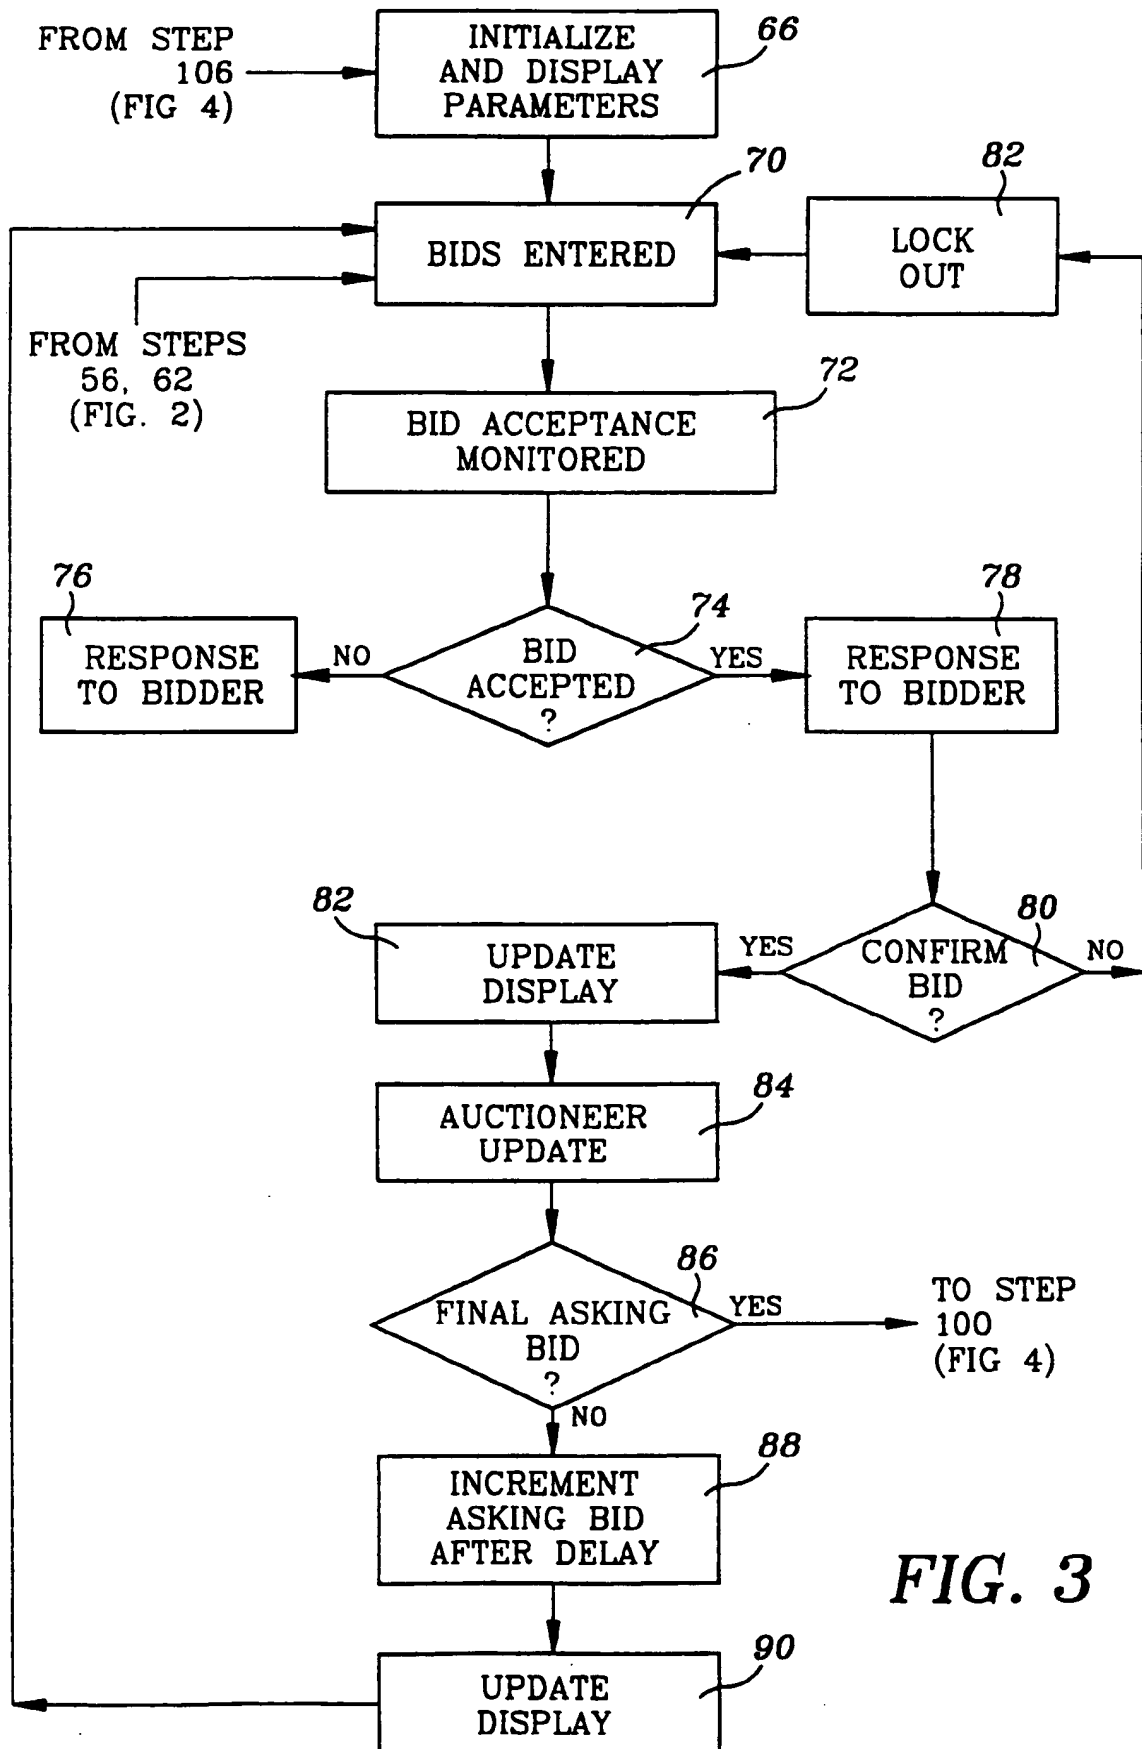 FROM STEP
106
(FIG 4)
INITIALIZE
AND DISPLAY
PARAMETERS
66
70
82
BIDS ENTERED
LOCK
OUT
FROM STEPS
56, 62
(FIG. 2)
72
BID ACCEPTANCE
MONITORED
76
74
78
RESPONSE
TO BIDDER
NO
BID
ACCEPTED
?
YES
RESPONSE
TO BIDDER
82
80
UPDATE
DISPLAY
YES
CONFIRM
BID
?
NO
84
AUCTIONEER
UPDATE
86
FINAL ASKING
BID
?
YES
TO STEP
100
(FIG 4)
NO
88
INCREMENT
ASKING BID
AFTER DELAY
FIG. 3
90
UPDATE
DISPLAY